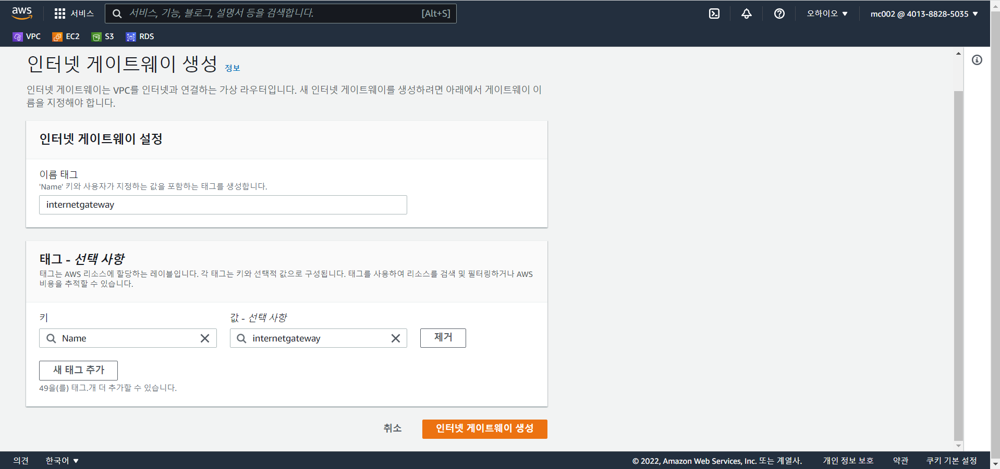 aws
서비스
서비스, 기능, 블로그, 설명서 등을 검색합니다.
[Alt+S]
오하이오 ▼
mc002 @ 4013-8828-5035 ▼
VPC
EC2
S3
RDS
인터넷 게이트웨이 생성 정보
인터넷 게이트웨이는 VPC를 인터넷과 연결하는 가상 라우터입니다. 새 인터넷 게이트웨이를 생성하려면 아래에서 게이트웨이 이
름을 지정해야 합니다.
인터넷 게이트웨이 설정
이름 태그
'Name' 키와 사용자가 지정하는 값을 포함하는 태그를 생성합니다.
internetgateway
태그 - 선택 사항
태그는 AWS 리소스에 할당하는 레이블입니다. 각 태그는 키와 선택적 값으로 구성됩니다. 태그를 사용하여 리소스를 검색 및 필터링하거나 AWS
비용을 추적할 수 있습니다.
키
값 - 선택 사항
Name
internetgateway
제거
새 태그 추가
49을(를) 태그.개 더 추가할 수 있습니다.
취소
인터넷 게이트웨이 생성
의견
한국어 ▼
© 2022, Amazon Web Services, Inc. 또는 계열사.
개인 정보 보호
약관
쿠키 기본 설정